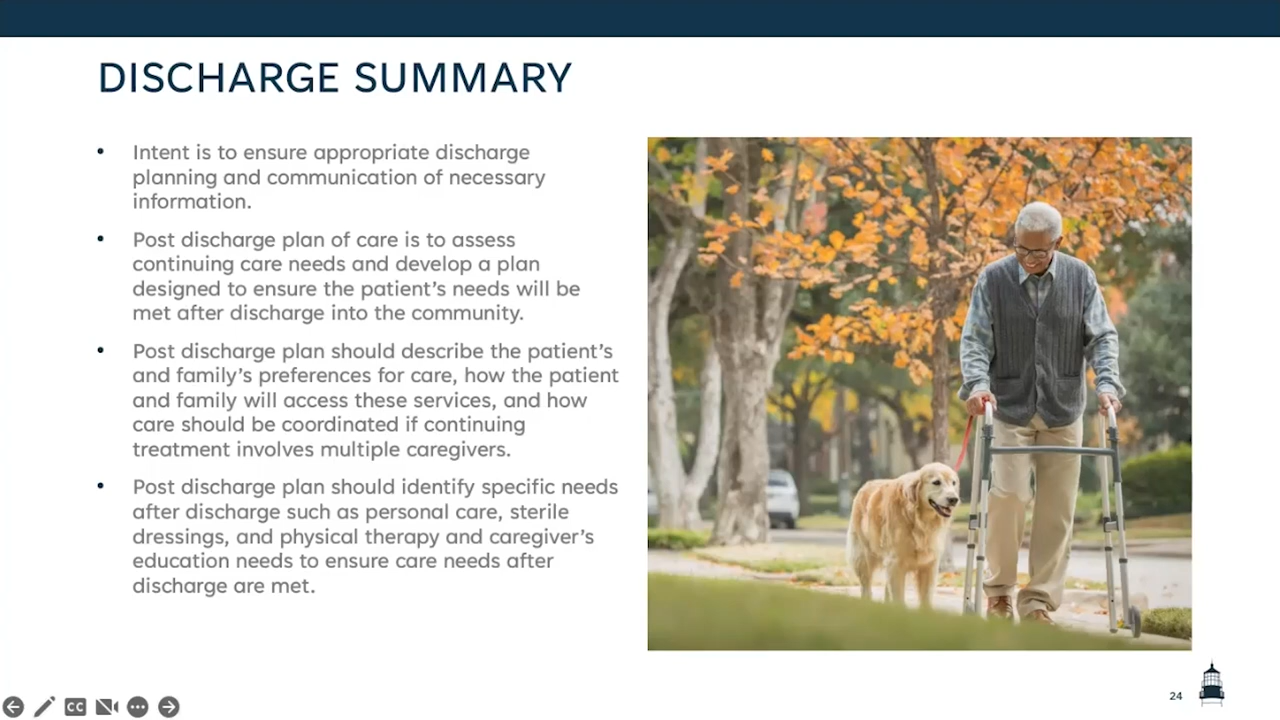 DISCHARGE SUMMARY
• Intent is to ensure appropriate discharge
planning and communication of necessary
information.
• Post discharge plan of care is to assess
continuing care needs and develop a plan
designed to ensure the patient's needs will be
met after discharge into the community.
• Post discharge plan should describe the patient's
and family's preferences for care, how the patient
and family will access these services, and how
care should be coordinated if continuing
treatment involves multiple caregivers.
• Post discharge plan should identify specific needs
after discharge such as personal care, sterile
dressings, and physical therapy and caregiver's
education needs to ensure care needs after
discharge are met.
24
CC